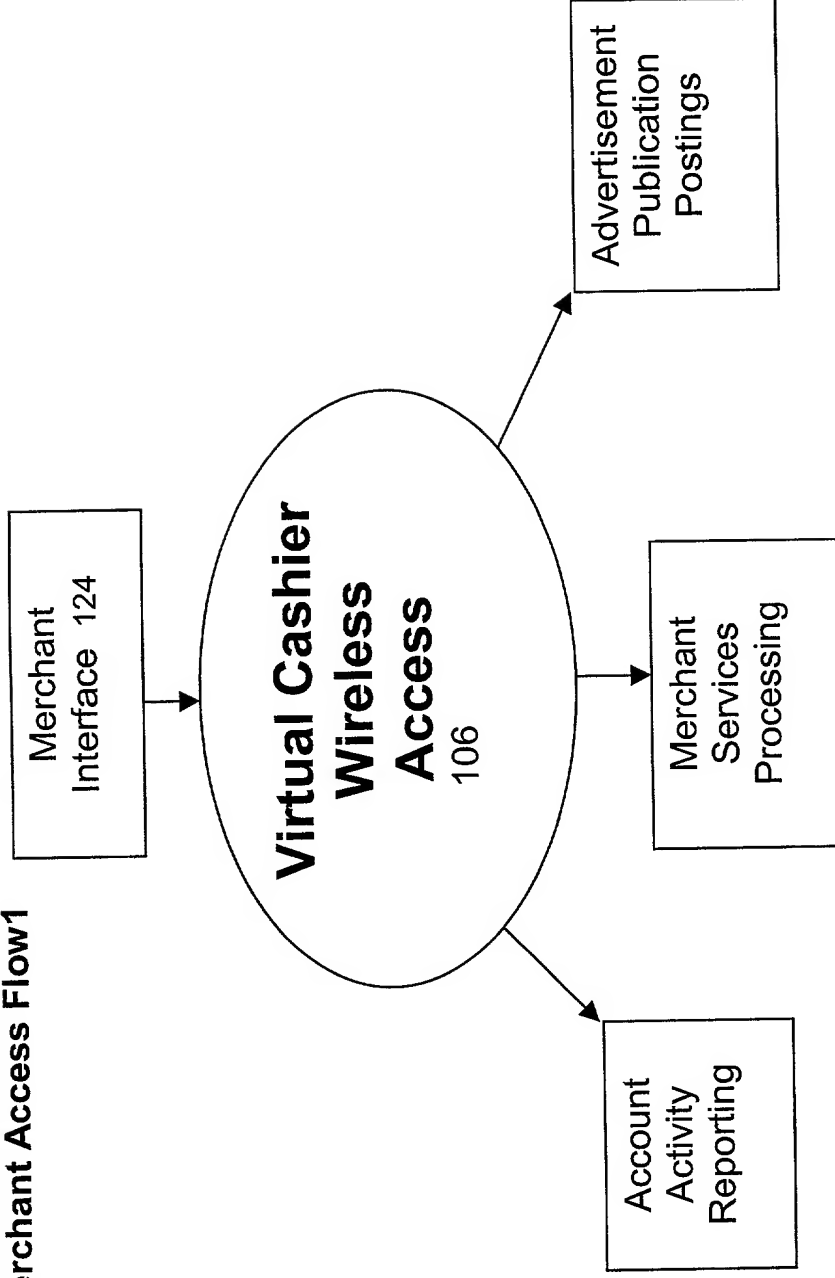 erchant Access Flow1
Merchant
Interface 124
Virtual Cashier
Wireless
Access
106
Account
Activity
Reporting
Merchant
Services
Processing
Advertisement
Publication
Postings